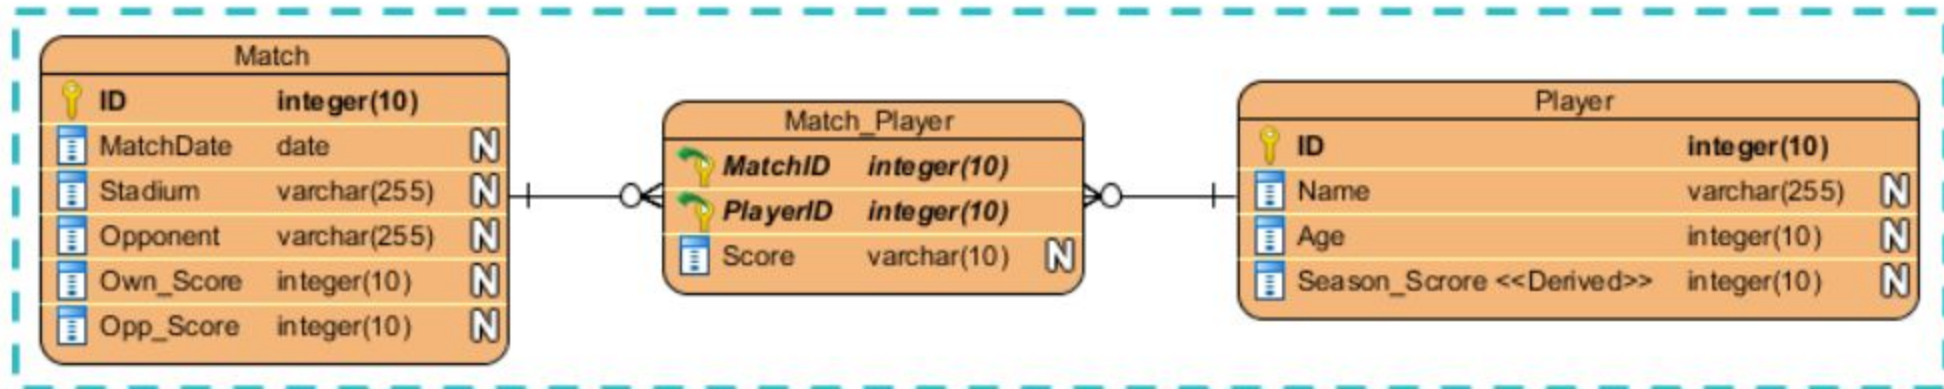 Match
ID integer(10)
MatchDate date N
Stadium varchar(255) N
Opponent varchar(255) N
Own_Score integer(10) N
Opp_Score integer(10) N
Match_Player
MatchID integer(10)
PlayerID integer(10)
Score varchar(10) N
Player
ID integer(10)
Name varchar(255) N
Age integer(10) N
Season_Scrore <<Derived>> integer(10) N